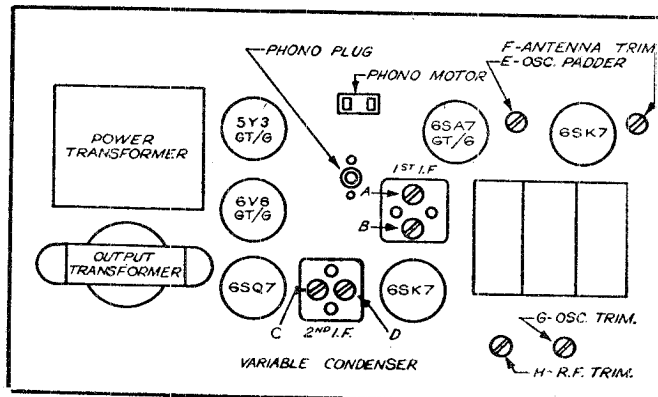 F-ANTENNA TRIM.
E-OSC. PADDER
PHONO PLUG
PHONO MOTOR
POWER
TRANSFORMER
5Y3
GT/G
6SA7
GT/G
6SK7
1ST I.F
A
B
6V6
GT/G
OUTPUT
TRANSFORMER
6SQ7
6SK7
C
2ND I.F.
D
G-OSC. TRIM.
VARIABLE CONDENSER
H-R.F. TRIM.